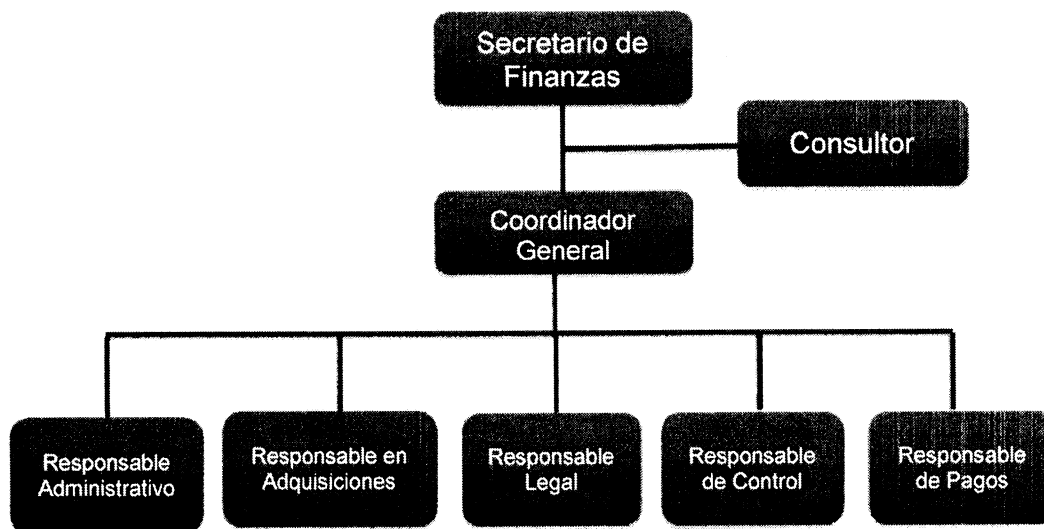 Secretario de
Finanzas
Consultor
Coordinador
General
Responsable
Administrativo
Responsable en
Adquisiciones
Responsable
Legal
Responsable
de Control
Responsable
de Pagos